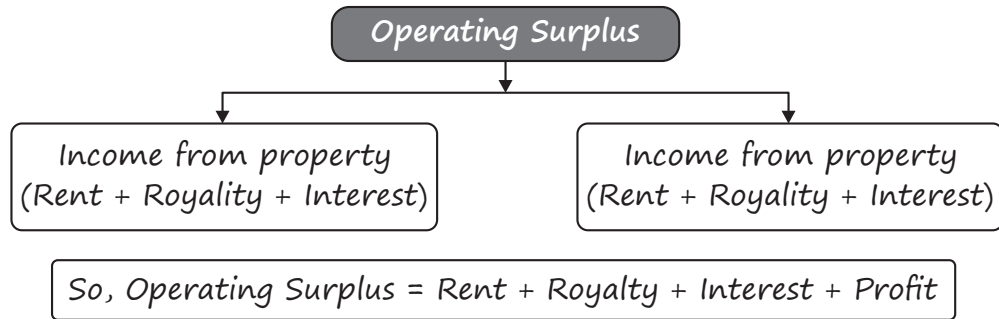 Operating Surplus
Income from property
(Rent + Royality + Interest)
Income from property
(Rent + Royality + Interest)
So, Operating Surplus = Rent + Royalty + Interest + Profit